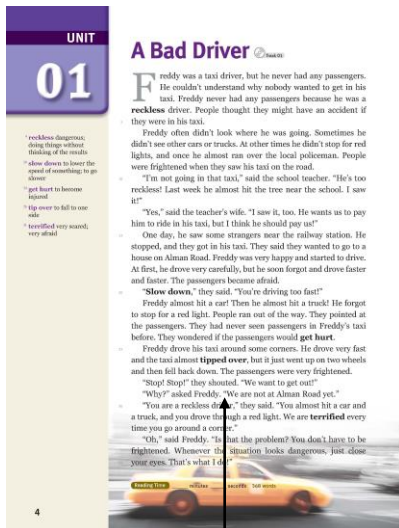 UNIT
01
A Bad Driver
Track 01
Freddy was a taxi driver, but he never had any passengers.
He couldn't understand why nobody wanted to get in his
taxi. Freddy never had any passengers because he was a
reckless driver. People thought they might have an accident if
they were in his taxi.
Freddy often didn't look where he was going. Sometimes he
didn't see other cars or trucks. At other times he didn't stop for red
lights, and once he almost ran over the local policeman. People
were frightened when they saw his taxi on the road.
"I'm not going in that taxi," said the school teacher. "He's too
reckless! Last week he almost hit the tree near the school. I saw
it!"
"Yes," said the teacher's wife. "I saw it, too. He wants us to pay
him to ride in his taxi, but I think he should pay us!"
One day, he saw some strangers near the railway station. He
stopped, and they got in his taxi. They said they wanted to go to a
house on Alman Road. Freddy was very happy and started to drive.
At first, he drove very carefully, but he soon forgot and drove faster
and faster. The passengers became afraid.
"Slow down," they said. "You're driving too fast!"
Freddy almost hit a car! Then he almost hit a truck! He forgot
to stop for a red light. People ran out of the way. They pointed at
the passengers. They had never seen passengers in Freddy's taxi
before. They wondered if the passengers would get hurt.
Freddy drove his taxi around some corners. He drove very fast
and the taxi almost tipped over, but it just went up on two wheels
and then fell back down. The passengers were very frightened.
"Stop! Stop!" they shouted. "We want to get out!"
"Why?" asked Freddy. "We are not at Alman Road yet."
"You are a reckless driver," they said. "You almost hit a car and
a truck, and you drove through a red light. We are terrified every
time you go around a corner."
"Oh," said Freddy. "Is that the problem? You don't have to be
frightened. Whenever the situation looks dangerous, just close
your eyes. That's what I do!"
reckless dangerous;
doing things without
thinking of the results
slow down to lower the
speed of something; to go
slower
get hurt to become
injured
tip over to fall to one
side
terrified very scared;
very afraid
Reading Time minutes seconds 368 words
4